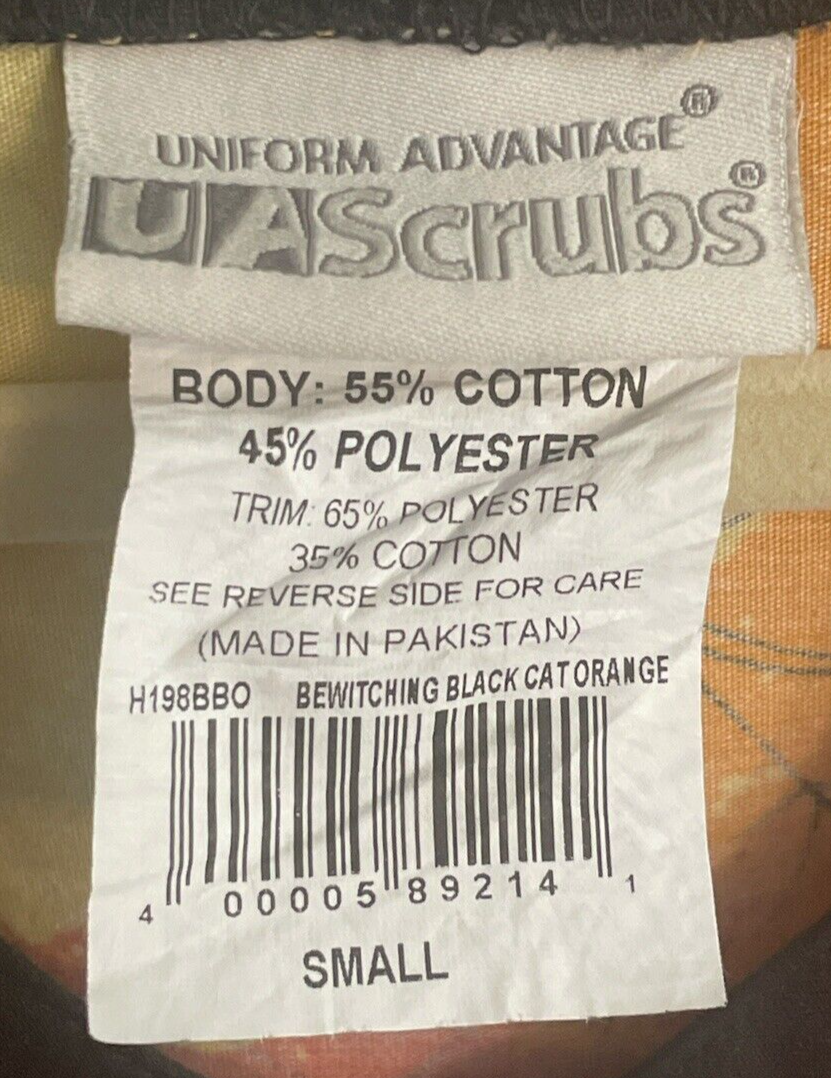 UNIFORM ADVANTAGE®
UAScrubs®
BODY: 55% COTTON
45% POLYESTER
TRIM: 65% POLYESTER
35% COTTON
SEE REVERSE SIDE FOR CARE
(MADE IN PAKISTAN)
H198BBO BEWITCHING BLACK CAT ORANGE
4 00005 89214 1
SMALL